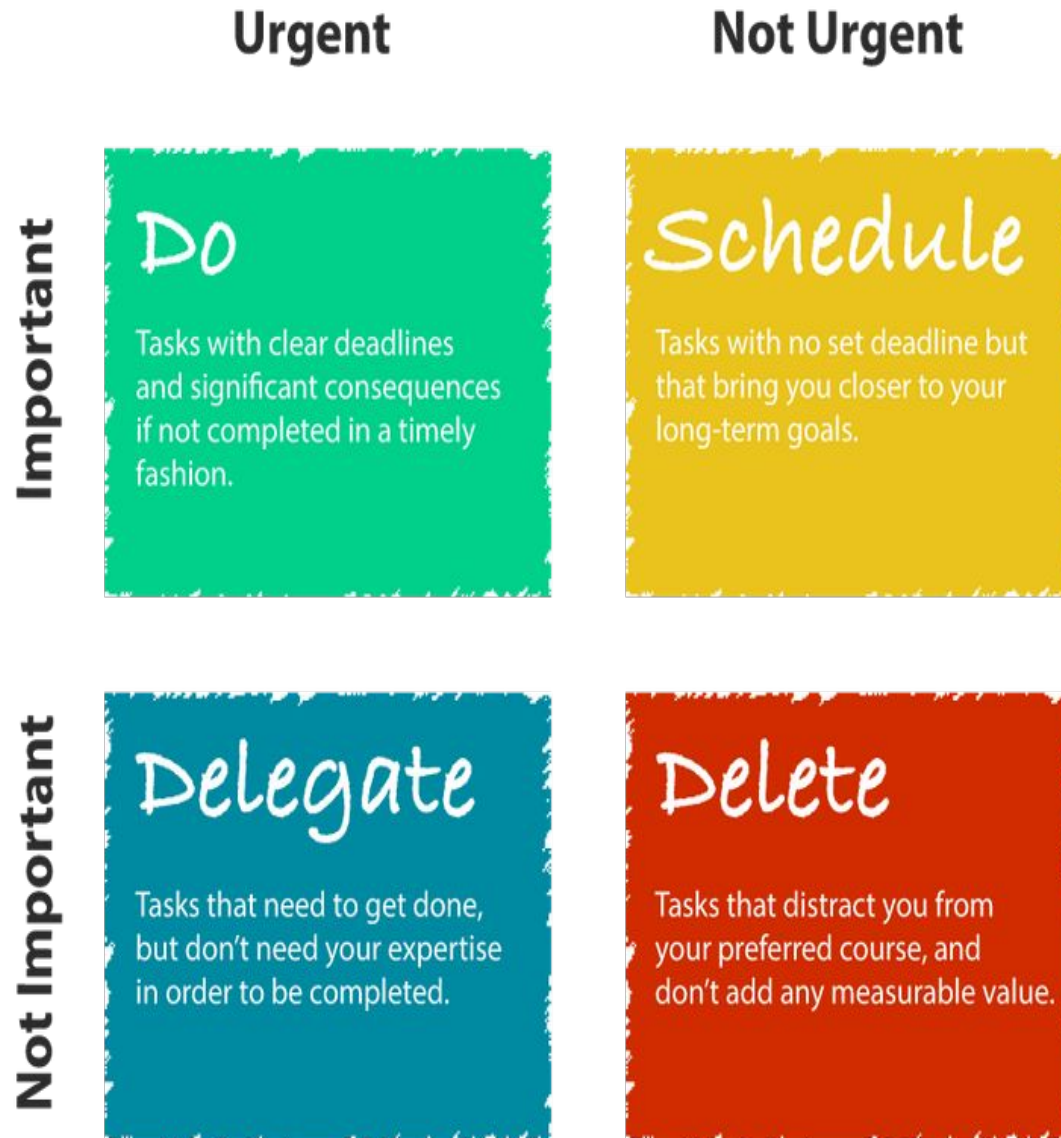 Urgent
Not Urgent
Important
Do
Tasks with clear deadlines
and significant consequences
if not completed in a timely
fashion.
Schedule
Tasks with no set deadline but
that bring you closer to your
long-term goals.
Not Important
Delegate
Tasks that need to get done,
but don’t need your expertise
in order to be completed.
Delete
Tasks that distract you from
your preferred course, and
don’t add any measurable value.